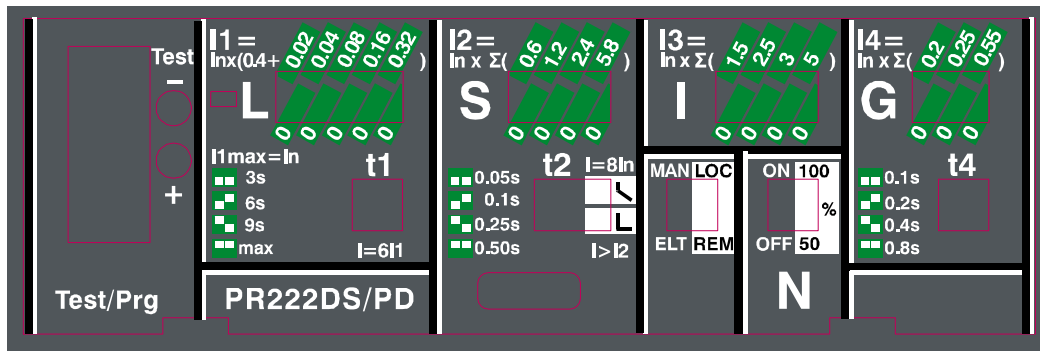 Test
−
+
Test/Prg
I1=
Inx(0.4+ 0.02 0.04 0.08 0.16 0.32 )
L
0 0 0 0 0
I1max=In
t1
3s
6s
9s
max
I=6I1
PR222DS/PD
I2=
In x Σ( 0.6 1.2 2.4 5.8 )
S
0 0 0 0
t2
I=8In
0.05s
0.1s
0.25s
0.50s
I>I2
I3=
In x Σ( 1.5 2.5 3 5 )
I
0 0 0 0
MAN LOC
ELT REM
ON 100
%
OFF 50
N
I4=
In x Σ( 0.2 0.25 0.55 )
G
0 0 0
t4
0.1s
0.2s
0.4s
0.8s